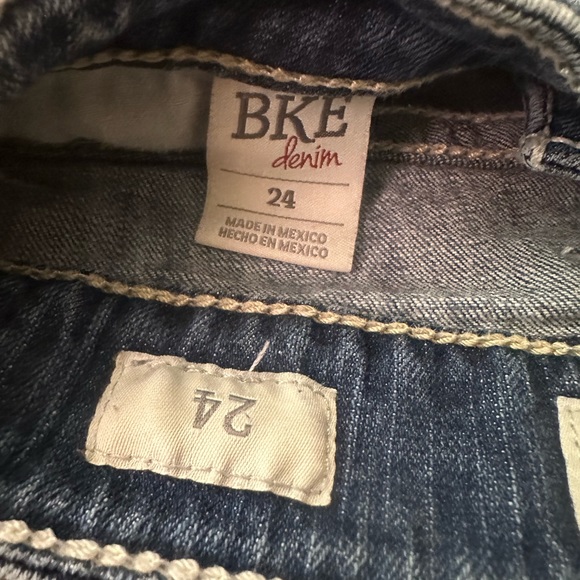 BKE
denim
24
MADE IN MEXICO
HECHO EN MEXICO
24